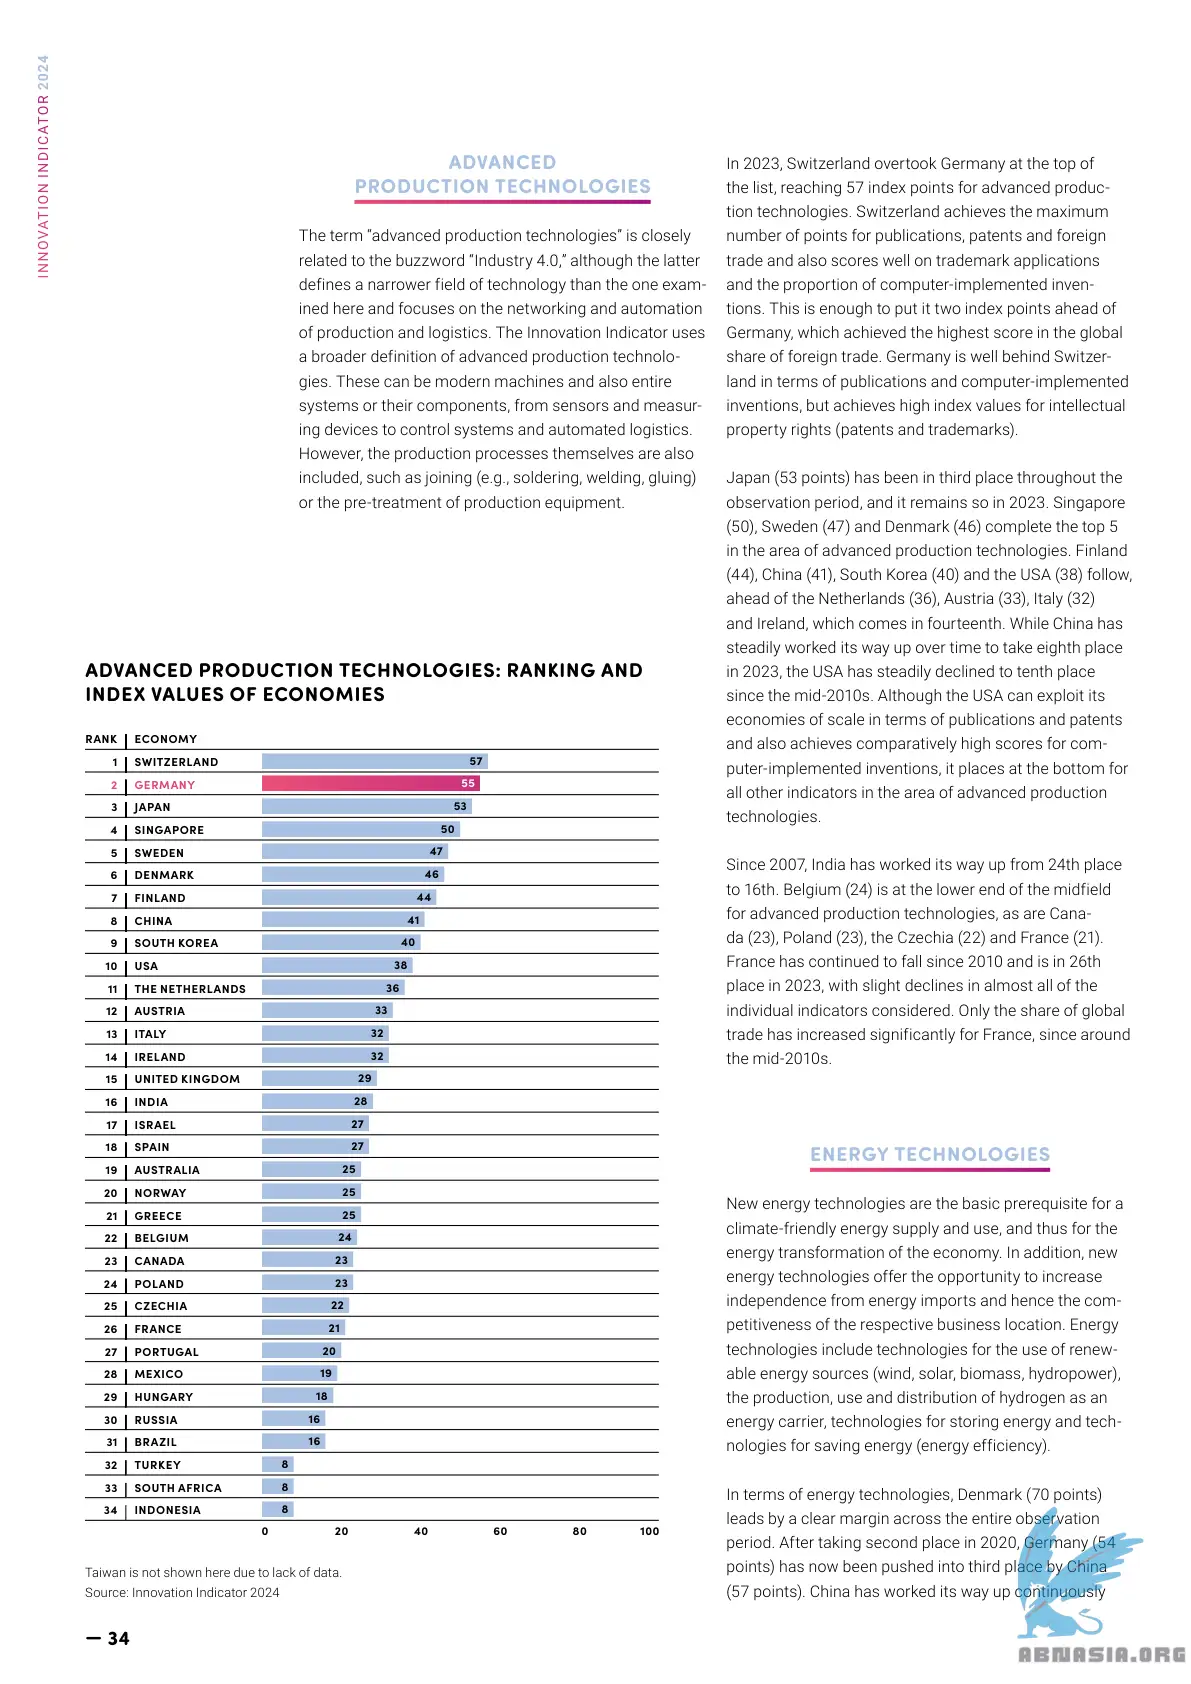 INNOVATION INDICATOR 2024
ADVANCED
PRODUCTION TECHNOLOGIES
The term “advanced production technologies” is closely
related to the buzzword “Industry 4.0,” although the latter
defines a narrower field of technology than the one exam-
ined here and focuses on the networking and automation
of production and logistics. The Innovation Indicator uses
a broader definition of advanced production technolo-
gies. These can be modern machines and also entire
systems or their components, from sensors and measur-
ing devices to control systems and automated logistics.
However, the production processes themselves are also
included, such as joining (e.g., soldering, welding, gluing)
or the pre-treatment of production equipment.
ADVANCED PRODUCTION TECHNOLOGIES: RANKING AND
INDEX VALUES OF ECONOMIES
RANK ECONOMY
1 SWITZERLAND 57
2 GERMANY 55
3 JAPAN 53
4 SINGAPORE 50
5 SWEDEN 47
6 DENMARK 46
7 FINLAND 44
8 CHINA 41
9 SOUTH KOREA 40
10 USA 38
11 THE NETHERLANDS 36
12 AUSTRIA 33
13 ITALY 32
14 IRELAND 32
15 UNITED KINGDOM 29
16 INDIA 28
17 ISRAEL 27
18 SPAIN 27
19 AUSTRALIA 25
20 NORWAY 25
21 GREECE 25
22 BELGIUM 24
23 CANADA 23
24 POLAND 23
25 CZECHIA 22
26 FRANCE 21
27 PORTUGAL 20
28 MEXICO 19
29 HUNGARY 18
30 RUSSIA 16
31 BRAZIL 16
32 TURKEY 8
33 SOUTH AFRICA 8
34 INDONESIA 8
0 20 40 60 80 100
Taiwan is not shown here due to lack of data.
Source: Innovation Indicator 2024
— 34
In 2023, Switzerland overtook Germany at the top of
the list, reaching 57 index points for advanced produc-
tion technologies. Switzerland achieves the maximum
number of points for publications, patents and foreign
trade and also scores well on trademark applications
and the proportion of computer-implemented inven-
tions. This is enough to put it two index points ahead of
Germany, which achieved the highest score in the global
share of foreign trade. Germany is well behind Switzer-
land in terms of publications and computer-implemented
inventions, but achieves high index values for intellectual
property rights (patents and trademarks).
Japan (53 points) has been in third place throughout the
observation period, and it remains so in 2023. Singapore
(50), Sweden (47) and Denmark (46) complete the top 5
in the area of advanced production technologies. Finland
(44), China (41), South Korea (40) and the USA (38) follow,
ahead of the Netherlands (36), Austria (33), Italy (32)
and Ireland, which comes in fourteenth. While China has
steadily worked its way up over time to take eighth place
in 2023, the USA has steadily declined to tenth place
since the mid-2010s. Although the USA can exploit its
economies of scale in terms of publications and patents
and also achieves comparatively high scores for com-
puter-implemented inventions, it places at the bottom for
all other indicators in the area of advanced production
technologies.
Since 2007, India has worked its way up from 24th place
to 16th. Belgium (24) is at the lower end of the midfield
for advanced production technologies, as are Cana-
da (23), Poland (23), the Czechia (22) and France (21).
France has continued to fall since 2010 and is in 26th
place in 2023, with slight declines in almost all of the
individual indicators considered. Only the share of global
trade has increased significantly for France, since around
the mid-2010s.
ENERGY TECHNOLOGIES
New energy technologies are the basic prerequisite for a
climate-friendly energy supply and use, and thus for the
energy transformation of the economy. In addition, new
energy technologies offer the opportunity to increase
independence from energy imports and hence the com-
petitiveness of the respective business location. Energy
technologies include technologies for the use of renew-
able energy sources (wind, solar, biomass, hydropower),
the production, use and distribution of hydrogen as an
energy carrier, technologies for storing energy and tech-
nologies for saving energy (energy efficiency).
In terms of energy technologies, Denmark (70 points)
leads by a clear margin across the entire observation
period. After taking second place in 2020, Germany (54
points) has now been pushed into third place by China
(57 points). China has worked its way up continuously
ABNASIA.ORG